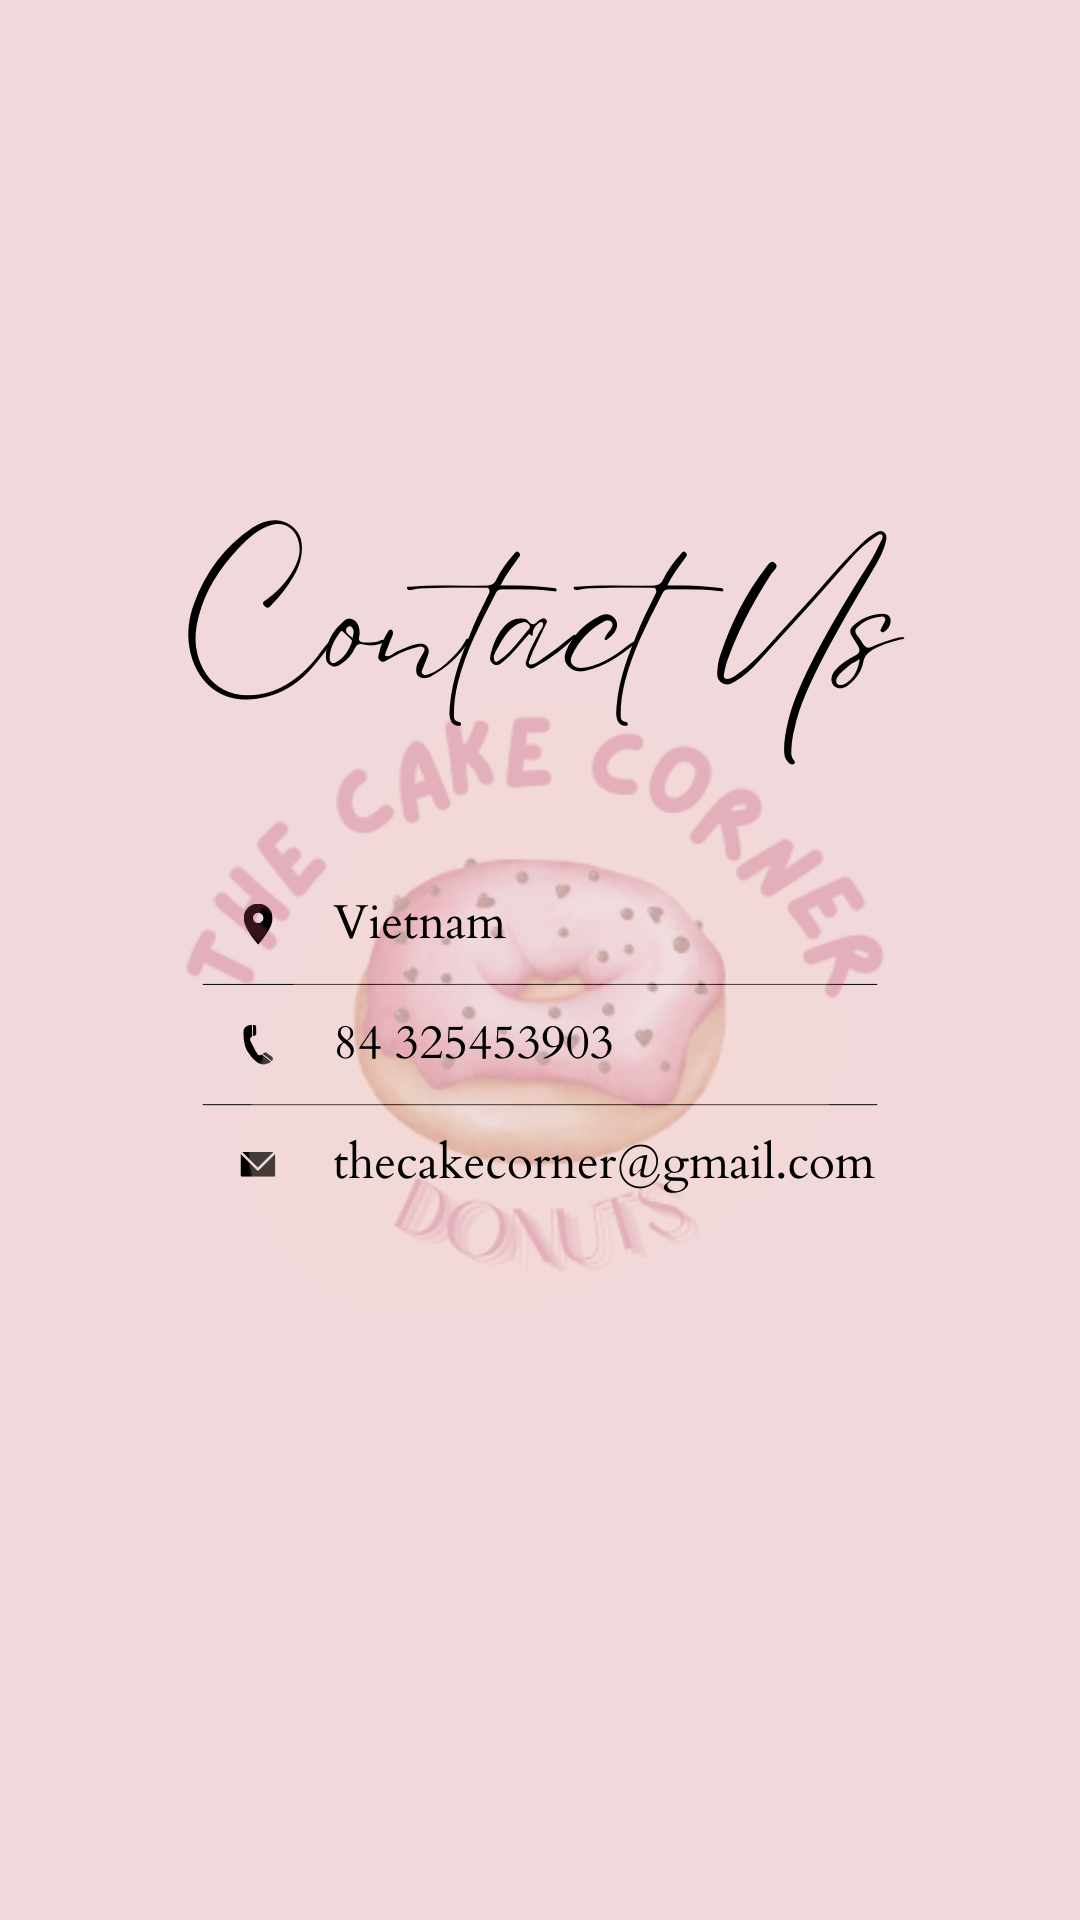 Contact Us
THE CAKE CORNER
Vietnam
84 325453903
thecakecorner@gmail.com
DONUTS